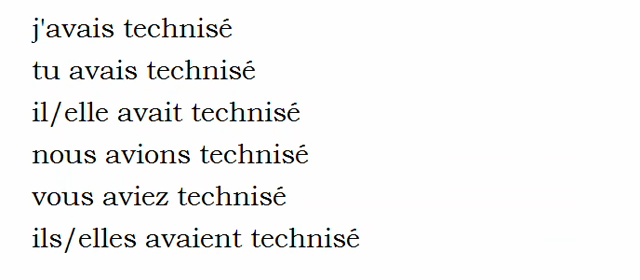 j'avais technisé
tu avais technisé
il/elle avait technisé
nous avions technisé
vous aviez technisé
ils/elles avaient technisé